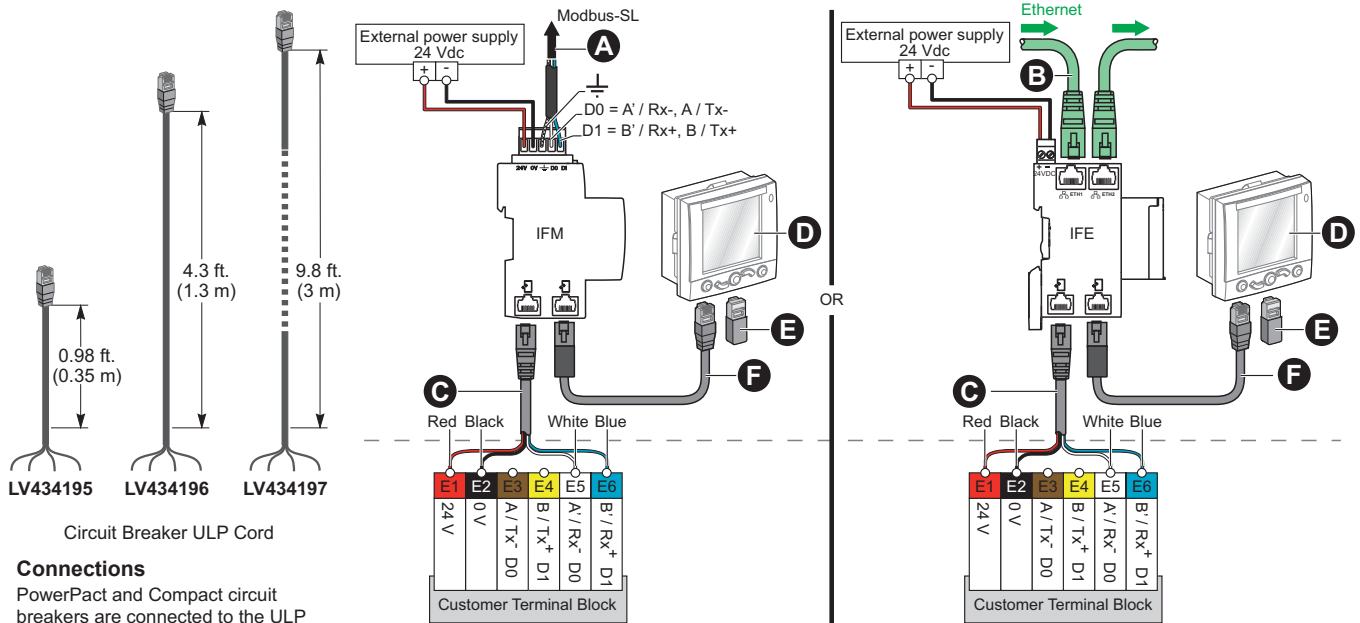 0.98 ft.
(0.35 m)
4.3 ft.
(1.3 m)
9.8 ft.
(3 m)
LV434195
LV434196
LV434197
Circuit Breaker ULP Cord
Connections
PowerPact and Compact circuit
breakers are connected to the ULP
Modbus-SL
External power supply
24 Vdc
+
-
A
D0 = A' / Rx-, A / Tx-
D1 = B' / Rx+, B / Tx+
24V 0V D0 DI
IFM
D
E
F
C
Red Black White Blue
E1 E2 E3 E4 E5 E6
24 V
0 V
A / Tx- D0
B / Tx+ D1
A' / Rx- D0
B' / Rx+ D1
Customer Terminal Block
OR
Ethernet
External power supply
24 Vdc
+
-
B
+ -
24VDC
ETH1
ETH2
IFE
D
E
F
C
Red Black White Blue
E1 E2 E3 E4 E5 E6
24 V
0 V
A / Tx- D0
B / Tx+ D1
A' / Rx- D0
B' / Rx+ D1
Customer Terminal Block